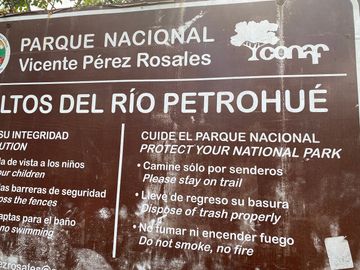 PARQUE NACIONAL
Vicente Pérez Rosales
conaf
LTOS DEL RÍO PETROHUÉ
SU INTEGRIDAD
UTION
da de vista a los niños
our children
as barreras de seguridad
oss the fences
aptas para el baño
no swimming
CUIDE EL PARQUE NACIONAL
PROTECT YOUR NATIONAL PARK
• Camine sólo por senderos
Please stay on trail
• Lleve de regreso su basura
Dispose of trash properly
• No fumar ni encender fuego
Do not smoke, no fire
ezrosales@